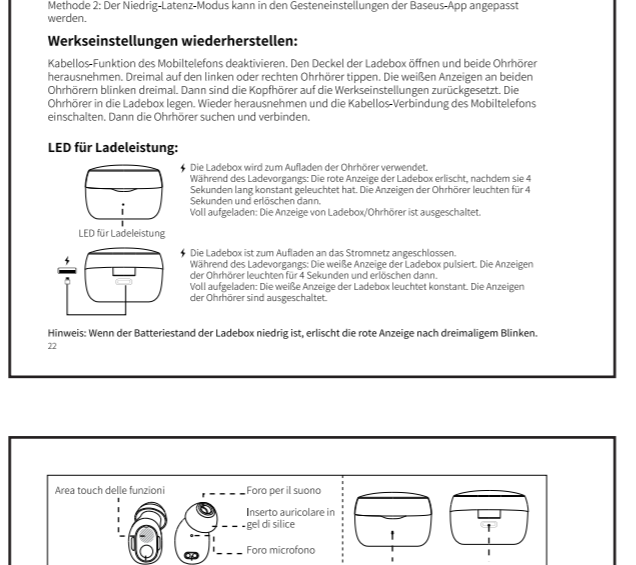 Methode 2: Der Niedrig-Latenz-Modus kann in den Gesteneinstellungen der Baseus-App angepasst
werden.
Werkseinstellungen wiederherstellen:
Kabellos-Funktion des Mobiltelefons deaktivieren. Den Deckel der Ladebox öffnen und beide Ohrhörer
herausnehmen. Dreimal auf den linken oder rechten Ohrhörer tippen. Die weißen Anzeigen an beiden
Ohrhörern blinken dreimal. Dann sind die Kopfhörer auf die Werkseinstellungen zurückgesetzt. Die
Ohrhörer in die Ladebox legen. Wieder herausnehmen und die Kabellos-Verbindung des Mobiltelefons
einschalten. Dann die Ohrhörer suchen und verbinden.
LED für Ladeleistung:
Die Ladebox wird zum Aufladen der Ohrhörer verwendet.
Während des Ladevorgangs: Die rote Anzeige der Ladebox erlischt, nachdem sie 4
Sekunden lang konstant geleuchtet hat. Die Anzeigen der Ohrhörer leuchten für 4
Sekunden und erlöschen dann.
Voll aufgeladen: Die Anzeige von Ladebox/Ohrhörer ist ausgeschaltet.
LED für Ladeleistung
Die Ladebox ist zum Aufladen an das Stromnetz angeschlossen.
Während des Ladevorgangs: Die weiße Anzeige der Ladebox pulsiert. Die Anzeigen
der Ohrhörer leuchten für 4 Sekunden und erlöschen dann.
Voll aufgeladen: Die weiße Anzeige der Ladebox leuchtet konstant. Die Anzeigen
der Ohrhörer sind ausgeschaltet.
Hinweis: Wenn der Batteriestand der Ladebox niedrig ist, erlischt die rote Anzeige nach dreimaligem Blinken.
22
Area touch delle funzioni
Foro per il suono
Inserto auricolare in
gel di silice
Foro microfono